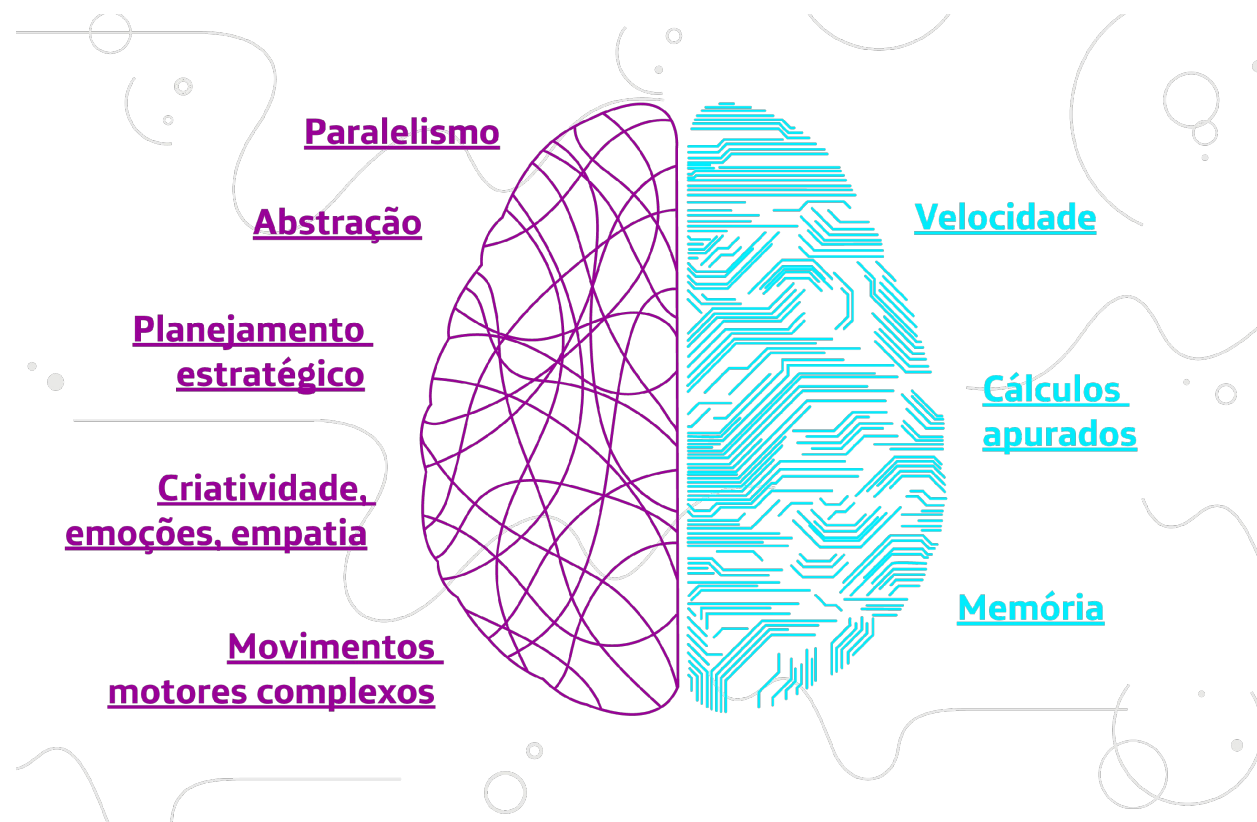 Paralelismo
Abstração
Planejamento
estratégico
Criatividade,
emoções, empatia
Movimentos
motores complexos
Velocidade
Cálculos
apurados
Memória